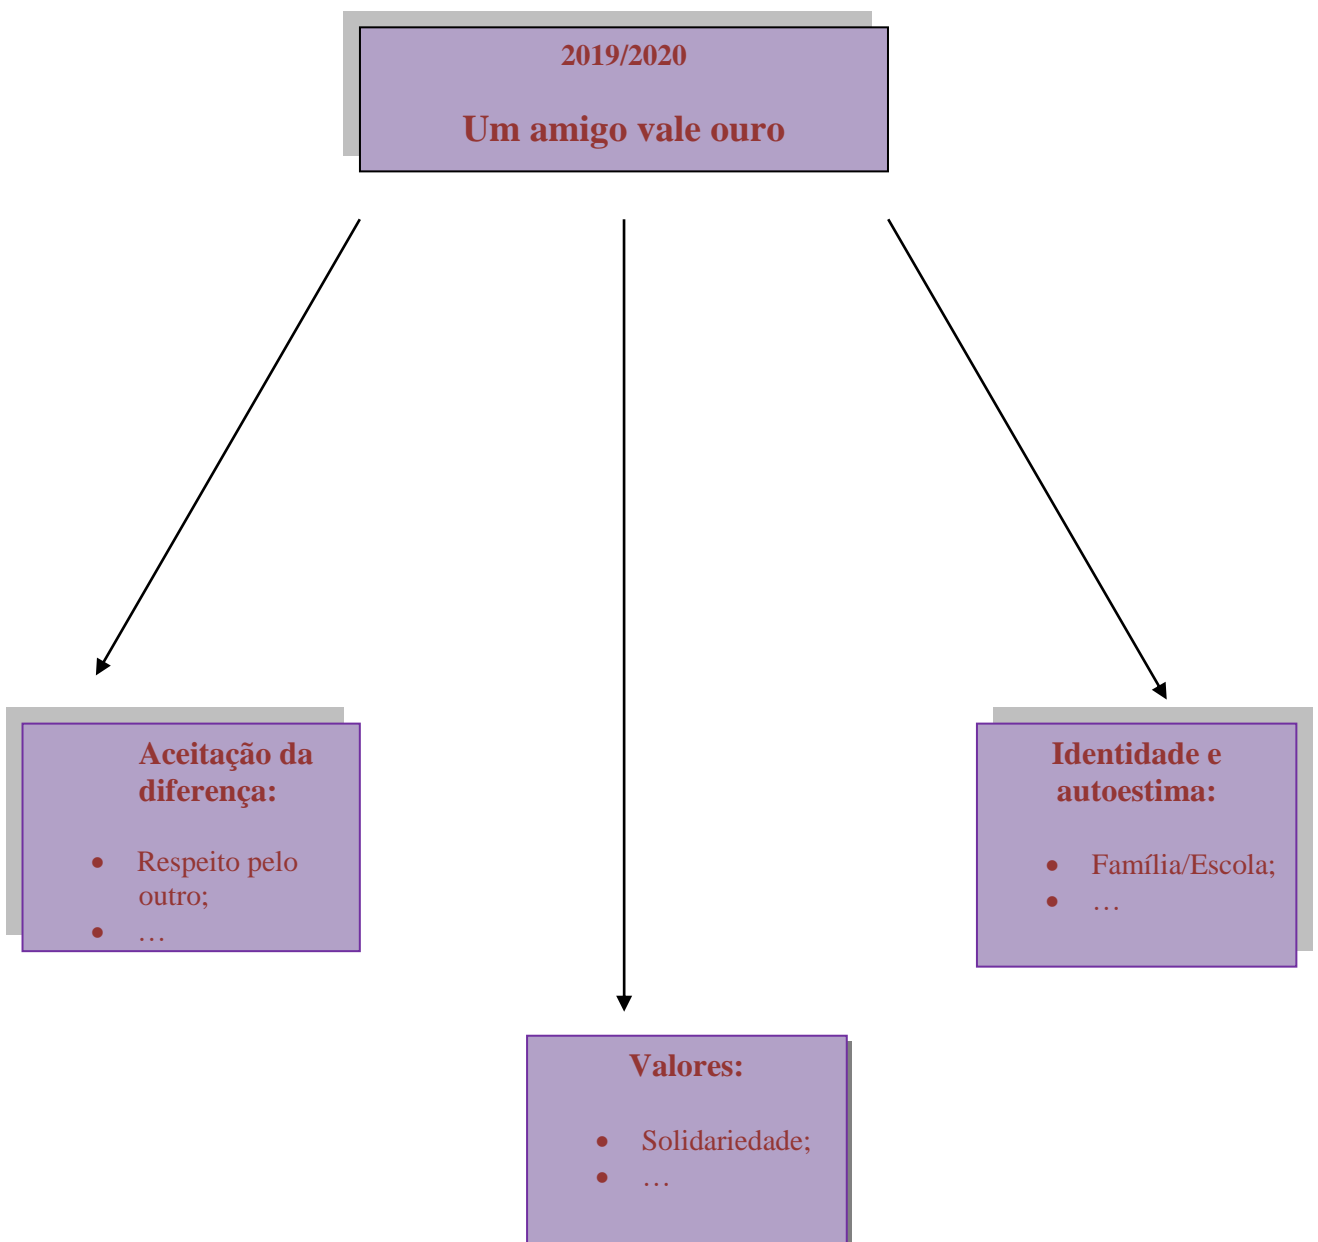 2019/2020
Um amigo vale ouro
Aceitação da
diferença:
● Respeito pelo
outro;
● …
Identidade e
autoestima:
● Família/Escola;
● …
Valores:
● Solidariedade;
● …